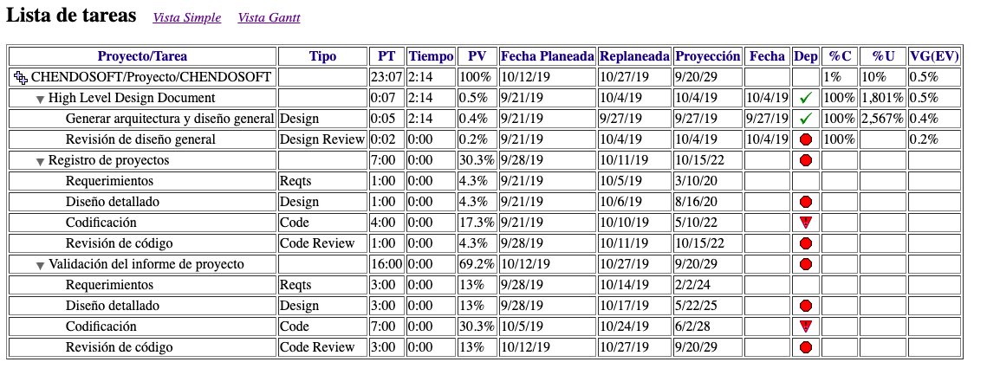 Lista de tareas Vista Simple Vista Gantt
Proyecto/Tarea Tipo PT Tiempo PV Fecha Planeada Replaneada Proyección Fecha Dep %C %U VG(EV)
CHENDOSOFT/Proyecto/CHENDOSOFT 23:07 2:14 100% 10/12/19 10/27/19 9/20/29 1% 10% 0.5%
High Level Design Document 0:07 2:14 0.5% 9/21/19 10/4/19 10/4/19 10/4/19 100% 1,801% 0.5%
Generar arquitectura y diseño general Design 0:05 2:14 0.4% 9/21/19 9/27/19 9/27/19 9/27/19 100% 2,567% 0.4%
Revisión de diseño general Design Review 0:02 0:00 0.2% 9/21/19 10/4/19 10/4/19 10/4/19 100% 0.2%
Registro de proyectos 7:00 0:00 30.3% 9/28/19 10/11/19 10/15/22
Requerimientos Reqts 1:00 0:00 4.3% 9/21/19 10/5/19 3/10/20
Diseño detallado Design 1:00 0:00 4.3% 9/21/19 10/6/19 8/16/20
Codificación Code 4:00 0:00 17.3% 9/21/19 10/10/19 5/10/22
Revisión de código Code Review 1:00 0:00 4.3% 9/28/19 10/11/19 10/15/22
Validación del informe de proyecto 16:00 0:00 69.2% 10/12/19 10/27/19 9/20/29
Requerimientos Reqts 3:00 0:00 13% 9/28/19 10/14/19 2/2/24
Diseño detallado Design 3:00 0:00 13% 9/28/19 10/17/19 5/22/25
Codificación Code 7:00 0:00 30.3% 10/5/19 10/24/19 6/2/28
Revisión de código Code Review 3:00 0:00 13% 10/12/19 10/27/19 9/20/29